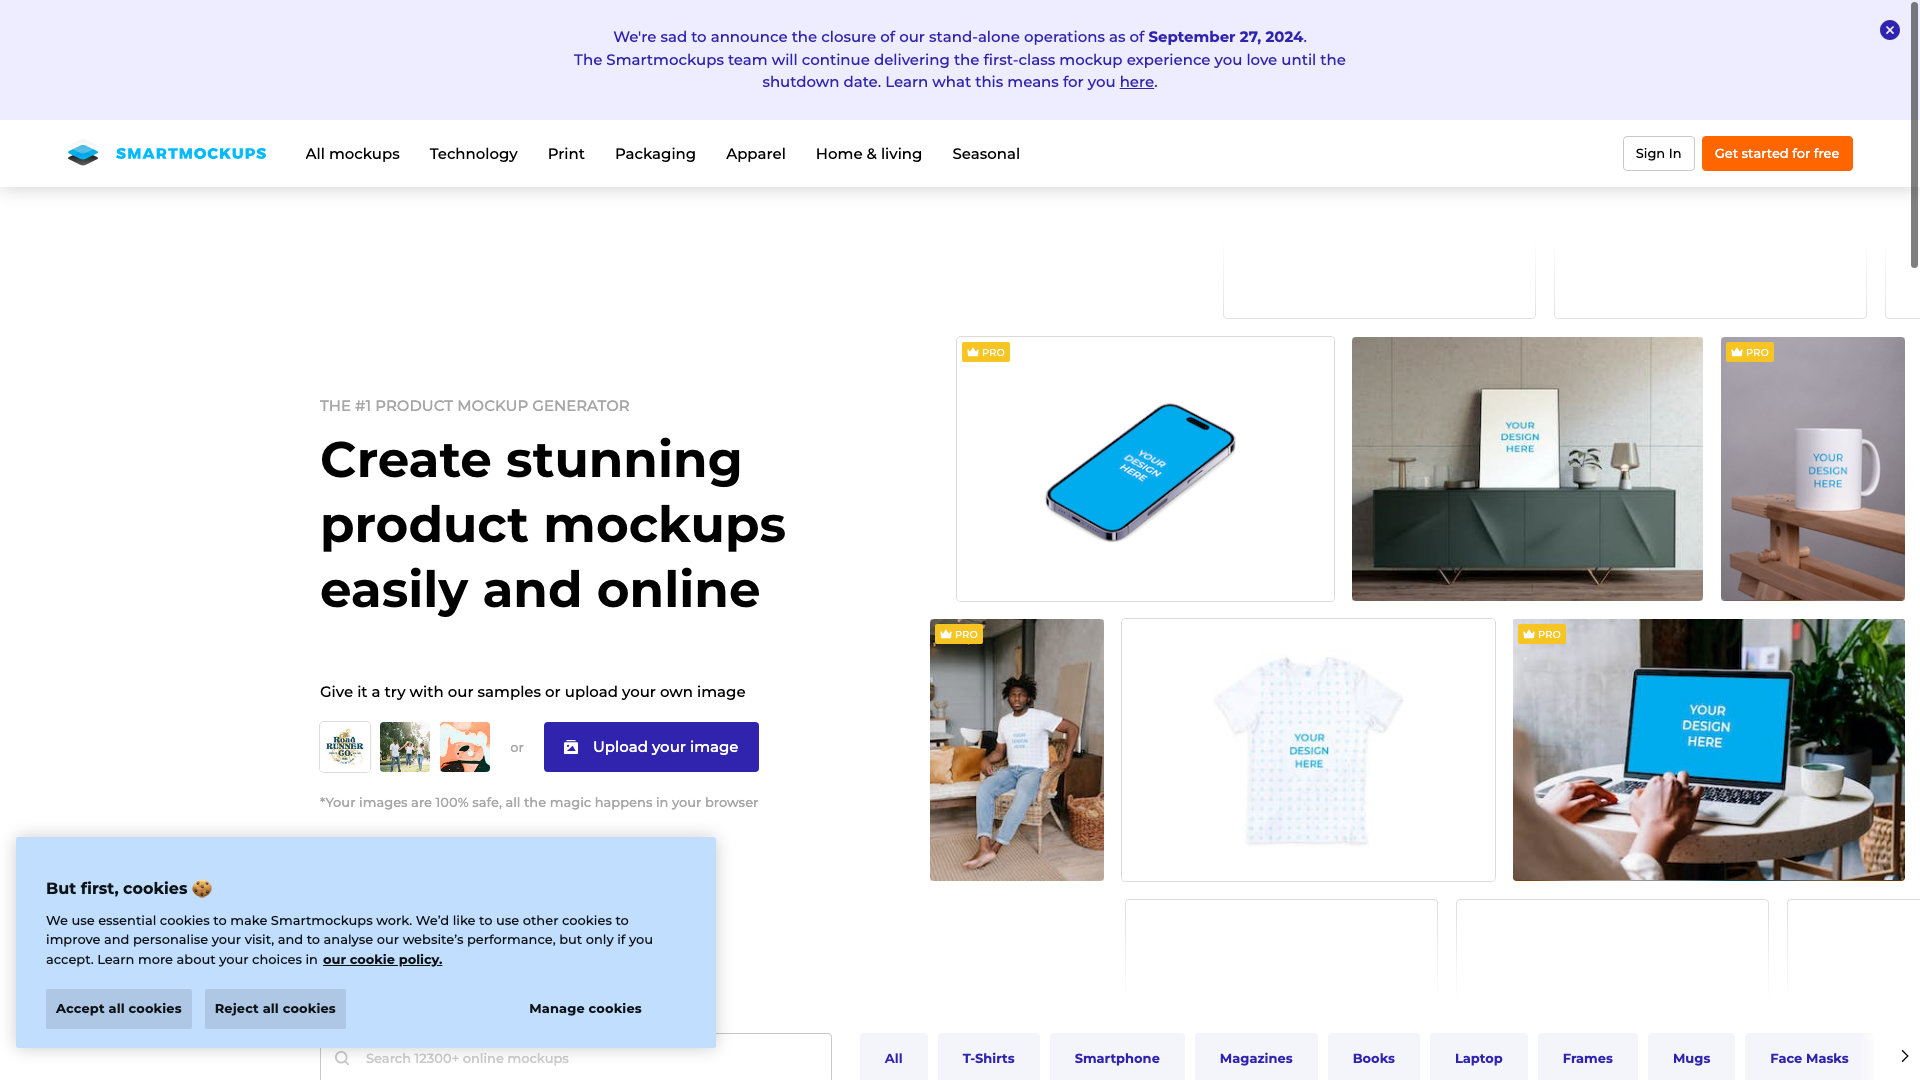 We're sad to announce the closure of our stand-alone operations as of September 27, 2024.
The Smartmockups team will continue delivering the first-class mockup experience you love until the
shutdown date. Learn what this means for you here.
SMARTMOCKUPS
All mockups
Technology
Print
Packaging
Apparel
Home & living
Seasonal
Sign In
Get started for free
THE #1 PRODUCT MOCKUP GENERATOR
Create stunning
product mockups
easily and online
Give it a try with our samples or upload your own image
Road
RUNNER
CO.
or
Upload your image
*Your images are 100% safe, all the magic happens in your browser
PRO
YOUR
DESIGN
HERE
YOUR
DESIGN
HERE
PRO
YOUR
DESIGN
HERE
PRO
YOUR
DESIGN
HERE
YOUR
DESIGN
HERE
PRO
YOUR
DESIGN
HERE
But first, cookies 🍪
We use essential cookies to make Smartmockups work. We’d like to use other cookies to
improve and personalise your visit, and to analyse our website’s performance, but only if you
accept. Learn more about your choices in our cookie policy.
Accept all cookies
Reject all cookies
Manage cookies
Search 12300+ online mockups
All
T-Shirts
Smartphone
Magazines
Books
Laptop
Frames
Mugs
Face Masks